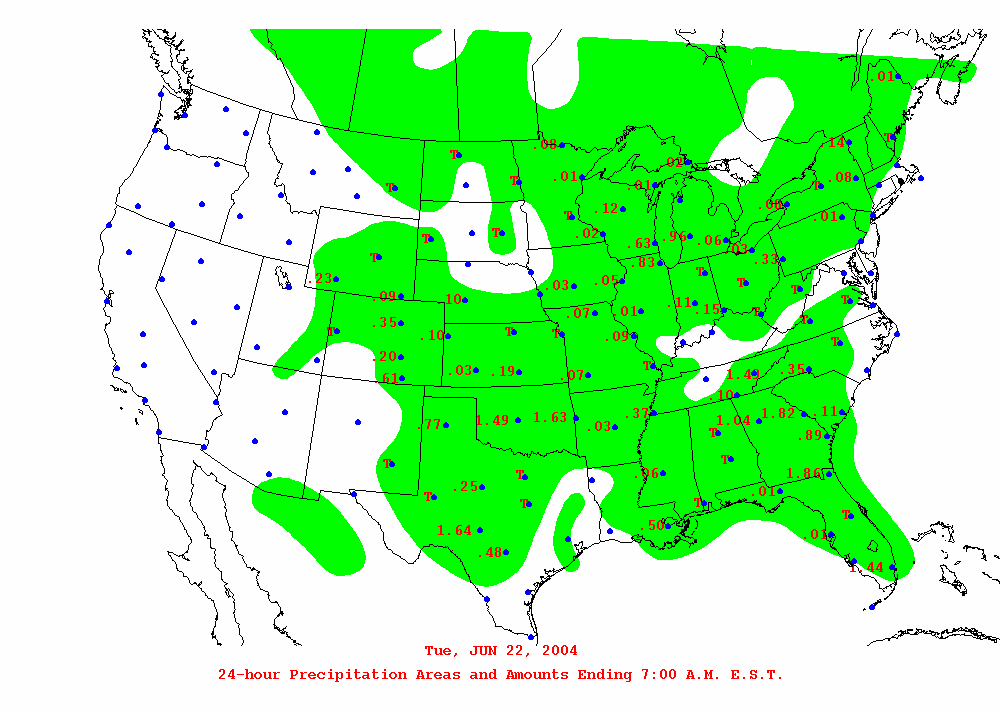 .01
.08 .14 T
T .02
.01
T T .01 T .08
.12 .06
T .01
T T .02 .63 .96 .06 .03
T .83 .33
.23 T T
.03 .05 T
.09 .10 .11 .15 T
.07 .01 T
.35 T
T .10 T T .09
T
.20 T
.61 .03 .19 .07 .35
.10
.77 1.49 1.63 .03 .37 1.04 1.82 .11
T .89
T T
T .25 .96 1.86
T T T .01
T
1.64 .50 .01
.48
1.44
Tue, JUN 22, 2004
24-hour Precipitation Areas and Amounts Ending 7:00 A.M. E.S.T.